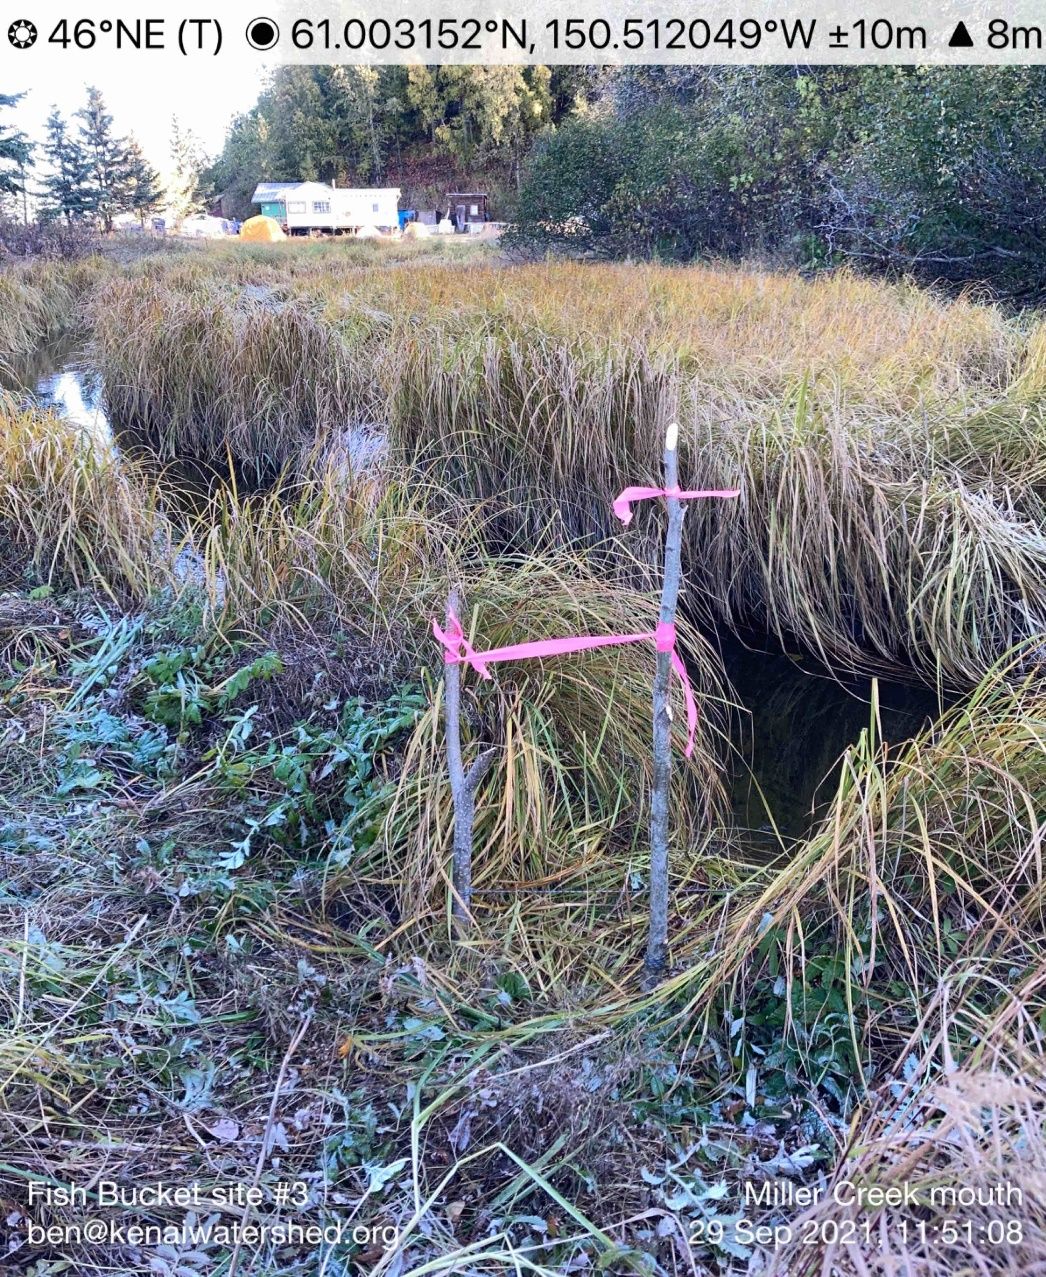 46°NE (T) 61.003152°N, 150.512049°W ±10m ▲ 8m
Fish Bucket site #3
ben@kenaiwatershed.org
Miller Creek mouth
29 Sep 2021, 11:51:08